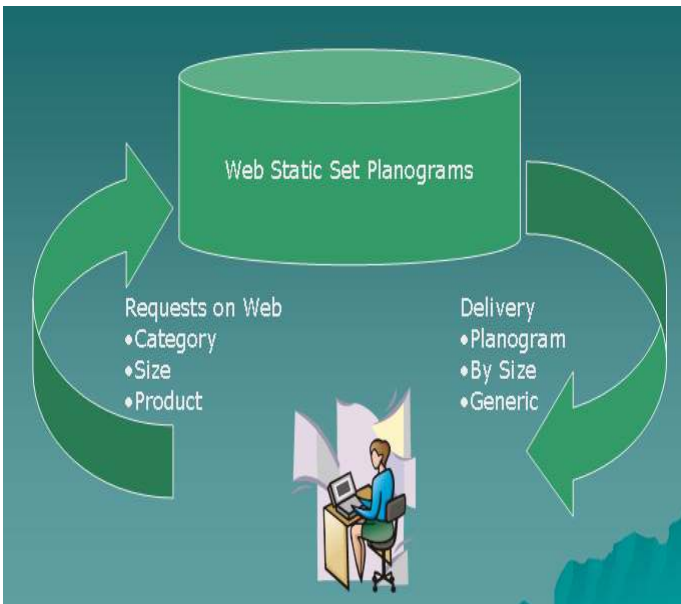 Web Static Set Planograms
Requests on Web
•Category
•Size
•Product
Delivery
•Planogram
•By Size
•Generic